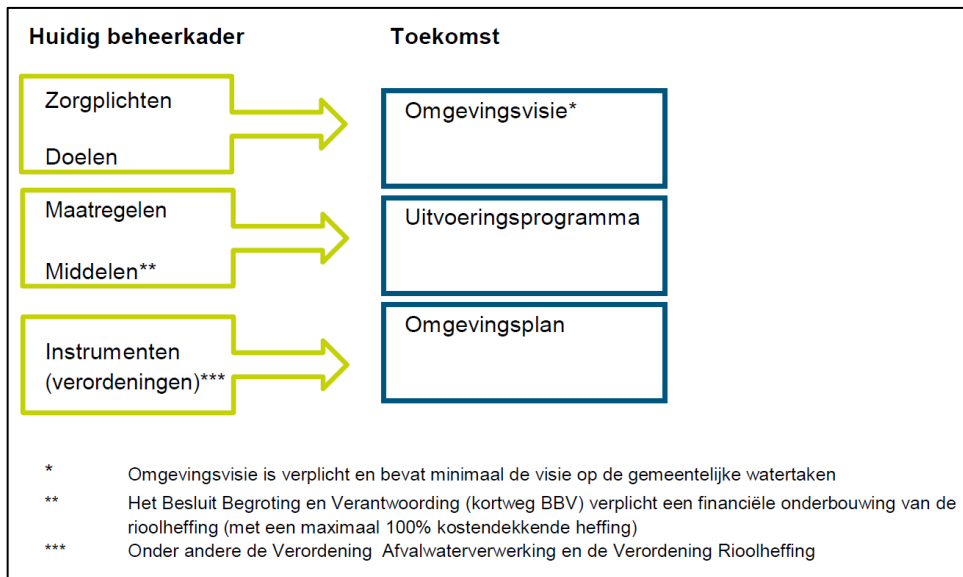 Huidig beheerkader
Toekomst
Zorgplichten
Doelen
Omgevingsvisie*
Maatregelen
Middelen**
Uitvoeringsprogramma
Instrumenten
(verordeningen)***
Omgevingsplan
* Omgevingsvisie is verplicht en bevat minimaal de visie op de gemeentelijke watertaken
** Het Besluit Begroting en Verantwoording (kortweg BBV) verplicht een financiële onderbouwing van de
rioolheffing (met een maximaal 100% kostendekkende heffing)
*** Onder andere de Verordening Afvalwaterverwerking en de Verordening Rioolheffing